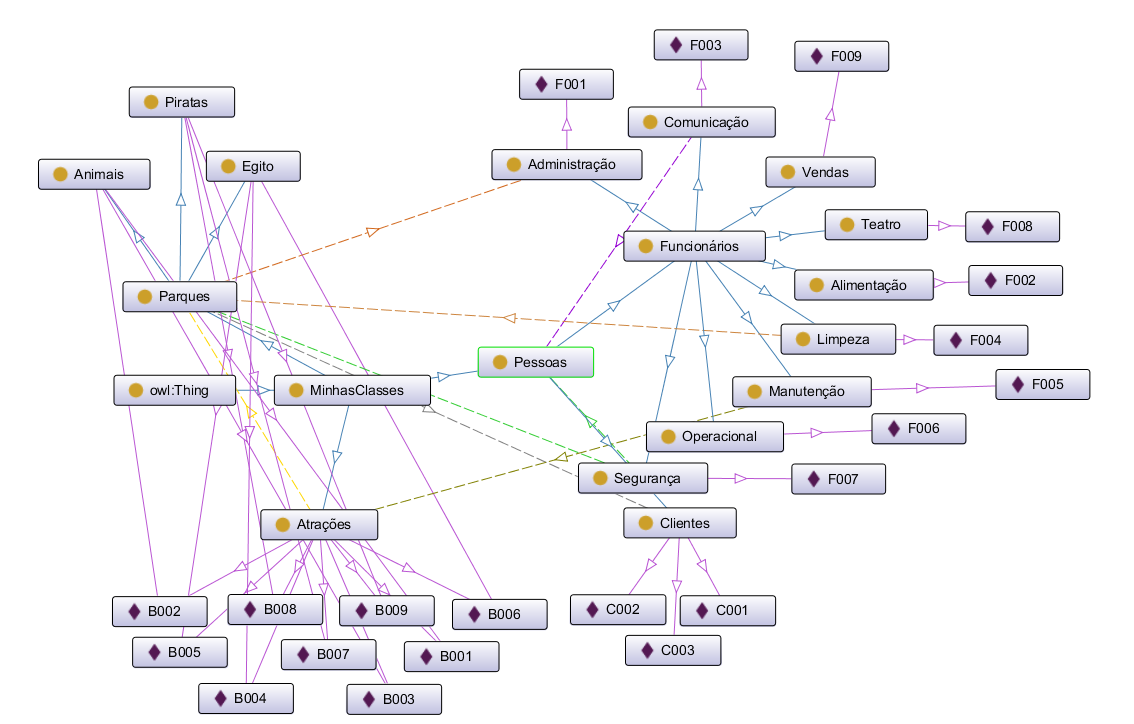 F003
F009
F001
Piratas
Comunicação
Animais
Egito
Administração
Vendas
Teatro
F008
Funcionários
Alimentação
F002
Parques
Limpeza
F004
Pessoas
owl:Thing
MinhasClasses
Manutenção
F005
Operacional
F006
Segurança
F007
Atrações
Clientes
B002
B008
B009
B006
C002
C001
B005
B007
B001
C003
B004
B003